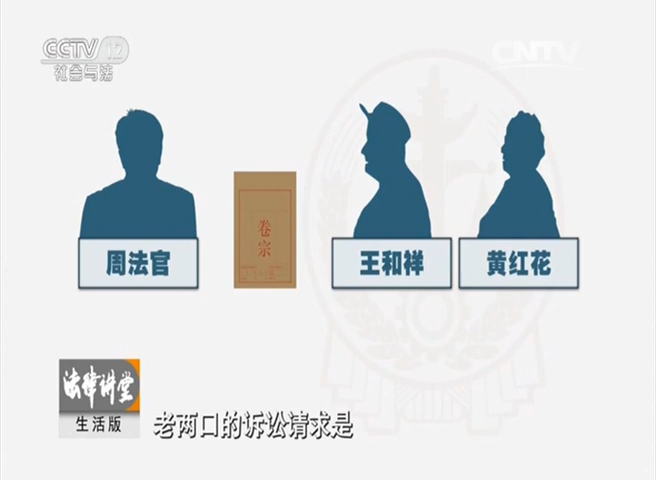 CCTV 12
社会与法
CNTV
卷
宗
周法官
王和祥
黄红花
法律讲堂
生活版
老两口的诉讼请求是